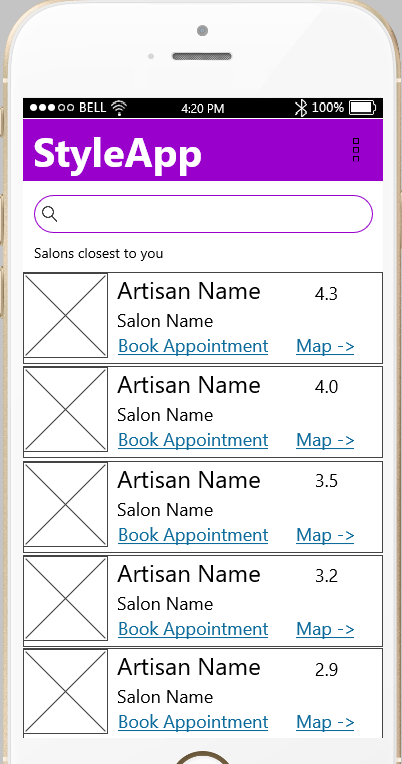 BELL 4:20 PM 100%
StyleApp
Salons closest to you
Artisan Name 4.3
Salon Name
Book Appointment Map ->
Artisan Name 4.0
Salon Name
Book Appointment Map ->
Artisan Name 3.5
Salon Name
Book Appointment Map ->
Artisan Name 3.2
Salon Name
Book Appointment Map ->
Artisan Name 2.9
Salon Name
Book Appointment Map ->